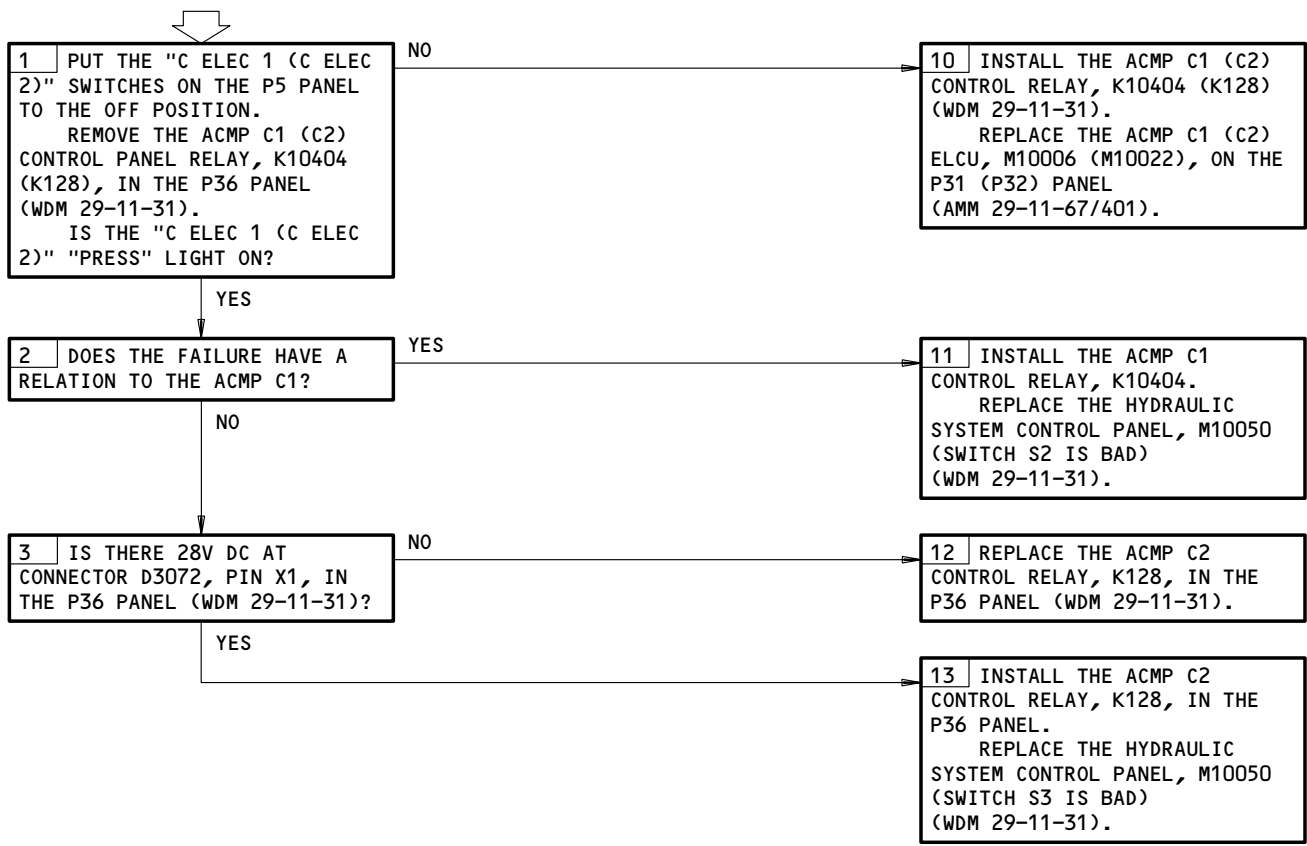 1 PUT THE "C ELEC 1 (C ELEC
2)" SWITCHES ON THE P5 PANEL
TO THE OFF POSITION.
REMOVE THE ACMP C1 (C2)
CONTROL PANEL RELAY, K10404
(K128), IN THE P36 PANEL
(WDM 29-11-31).
IS THE "C ELEC 1 (C ELEC
2)" "PRESS" LIGHT ON?
NO
10 INSTALL THE ACMP C1 (C2)
CONTROL RELAY, K10404 (K128)
(WDM 29-11-31).
REPLACE THE ACMP C1 (C2)
ELCU, M10006 (M10022), ON THE
P31 (P32) PANEL
(AMM 29-11-67/401).
YES
2 DOES THE FAILURE HAVE A
RELATION TO THE ACMP C1?
YES
11 INSTALL THE ACMP C1
CONTROL RELAY, K10404.
REPLACE THE HYDRAULIC
SYSTEM CONTROL PANEL, M10050
(SWITCH S2 IS BAD)
(WDM 29-11-31).
NO
3 IS THERE 28V DC AT
CONNECTOR D3072, PIN X1, IN
THE P36 PANEL (WDM 29-11-31)?
NO
12 REPLACE THE ACMP C2
CONTROL RELAY, K128, IN THE
P36 PANEL (WDM 29-11-31).
YES
13 INSTALL THE ACMP C2
CONTROL RELAY, K128, IN THE
P36 PANEL.
REPLACE THE HYDRAULIC
SYSTEM CONTROL PANEL, M10050
(SWITCH S3 IS BAD)
(WDM 29-11-31).